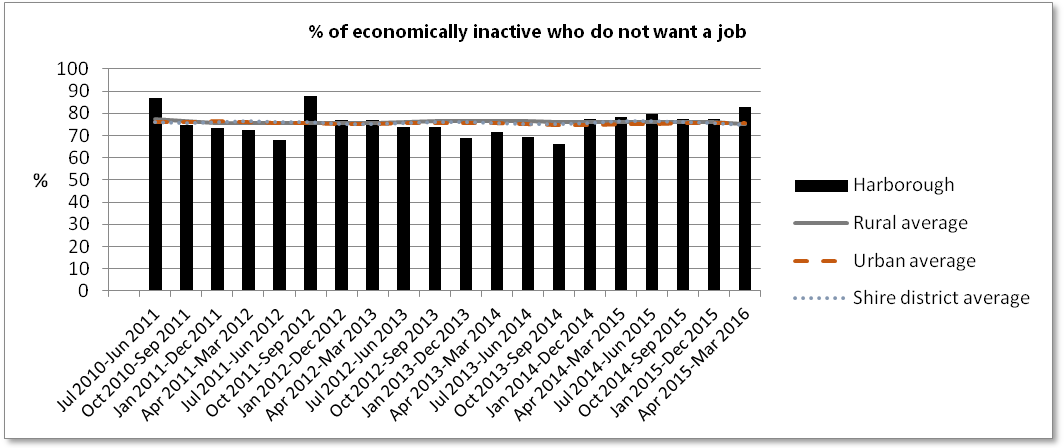 % of economically inactive who do not want a job
100
90
80
70
60
50
40
30
20
10
0
%
Jul 2010-Jun 2011
Oct 2010-Sep 2011
Jan 2011-Dec 2011
Apr 2011-Mar 2012
Jul 2011-Jun 2012
Oct 2011-Sep 2012
Jan 2012-Dec 2012
Apr 2012-Mar 2013
Jul 2012-Jun 2013
Oct 2012-Sep 2013
Jan 2013-Dec 2013
Apr 2013-Mar 2014
Jul 2013-Jun 2014
Oct 2013-Sep 2014
Jan 2014-Dec 2014
Apr 2014-Mar 2015
Jul 2014-Jun 2015
Oct 2014-Sep 2015
Jan 2015-Dec 2015
Apr 2015-Mar 2016
Harborough
Rural average
Urban average
Shire district average